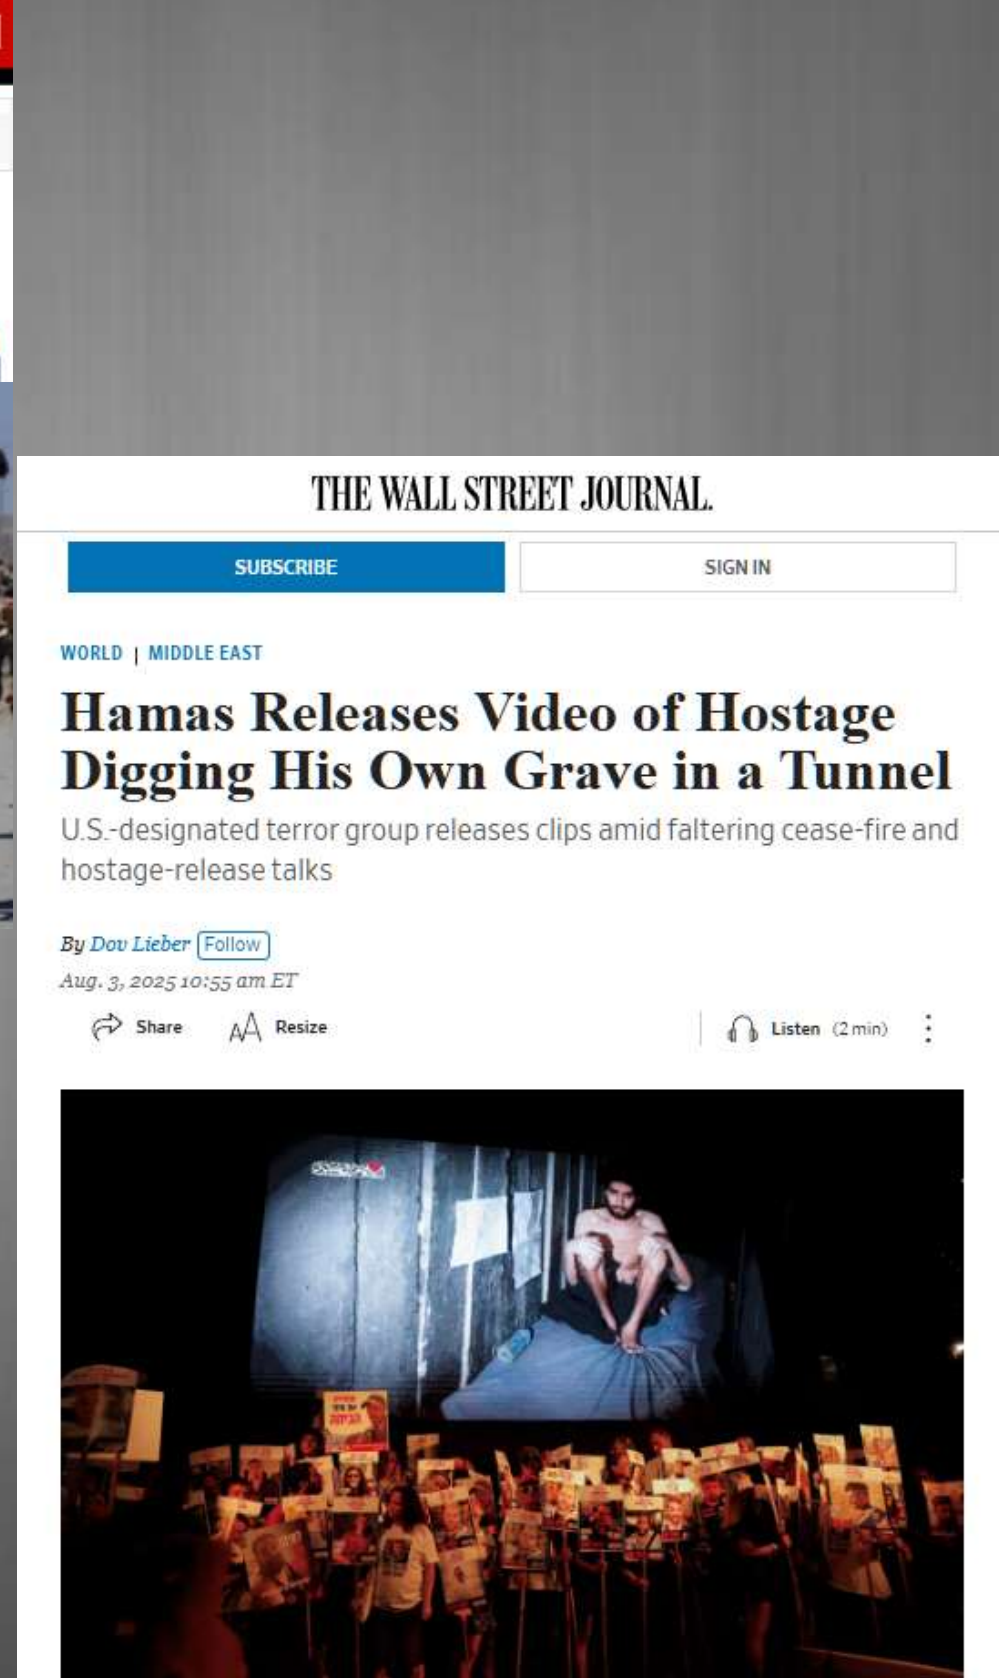 THE WALL STREET JOURNAL.
SUBSCRIBE
SIGN IN
WORLD | MIDDLE EAST
Hamas Releases Video of Hostage
Digging His Own Grave in a Tunnel
U.S.-designated terror group releases clips amid faltering cease-fire and
hostage-release talks
By Dov Lieber Follow
Aug. 3, 2025 10:55 am ET
Share
Resize
Listen (2 min)
הביתה